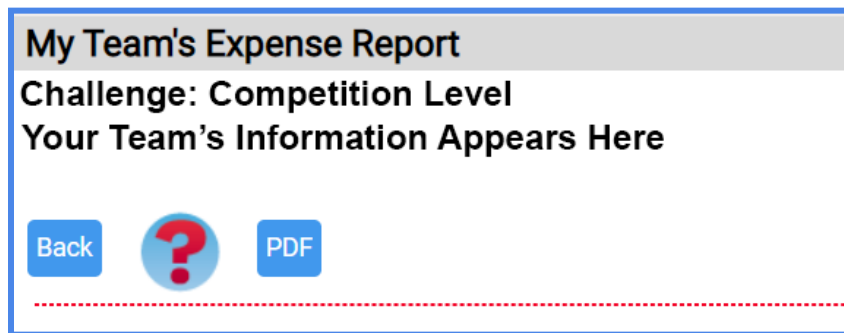 My Team's Expense Report
Challenge: Competition Level
Your Team’s Information Appears Here
Back ? PDF